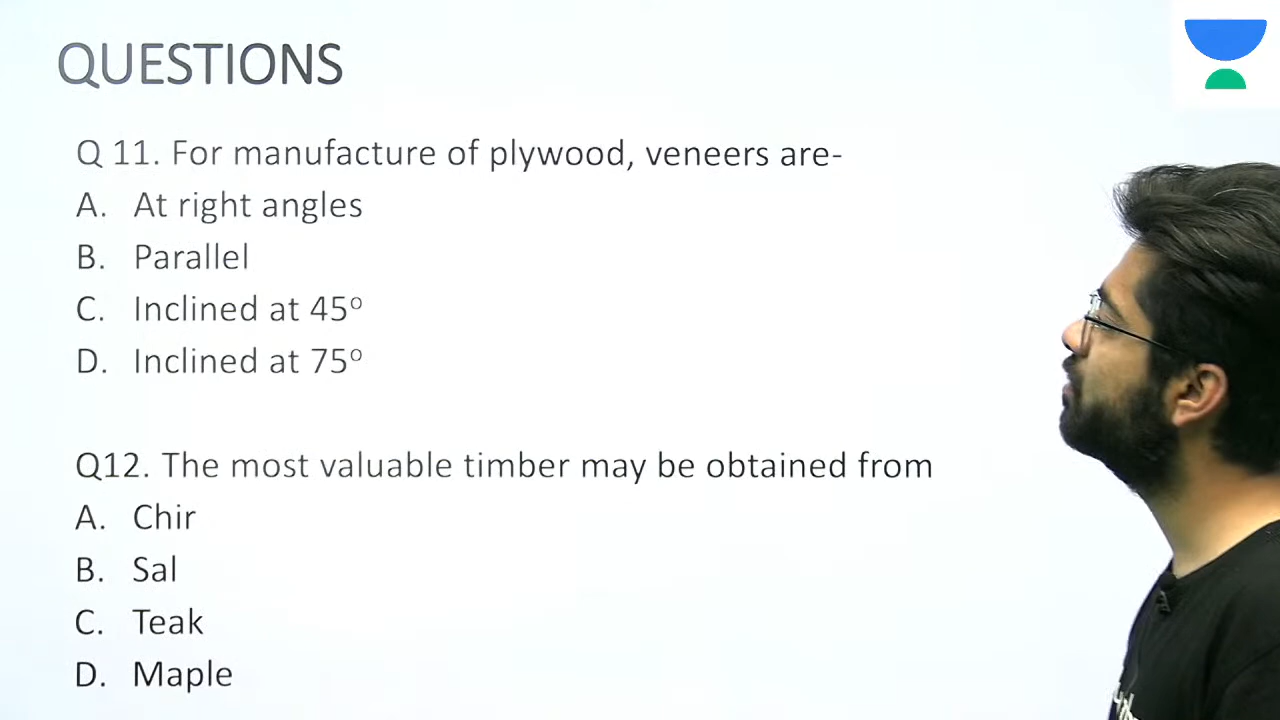 QUESTIONS
Q 11. For manufacture of plywood, veneers are-
A. At right angles
B. Parallel
C. Inclined at 45º
D. Inclined at 75º
Q12. The most valuable timber may be obtained from
A. Chir
B. Sal
C. Teak
D. Maple